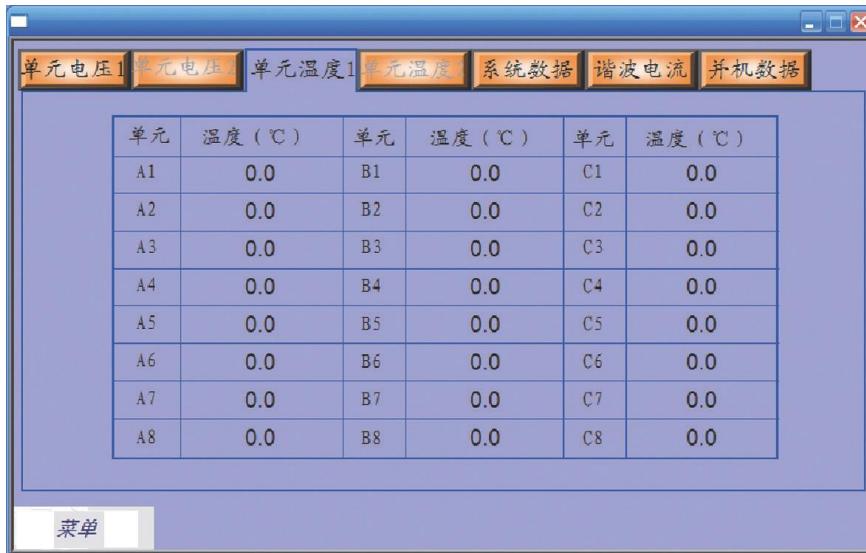 单元电压1 单元电压2 单元温度1 单元温度2 系统数据 谐波电流 并机数据
单元 温度（℃） 单元 温度（℃） 单元 温度（℃）
A1 0.0 B1 0.0 C1 0.0
A2 0.0 B2 0.0 C2 0.0
A3 0.0 B3 0.0 C3 0.0
A4 0.0 B4 0.0 C4 0.0
A5 0.0 B5 0.0 C5 0.0
A6 0.0 B6 0.0 C6 0.0
A7 0.0 B7 0.0 C7 0.0
A8 0.0 B8 0.0 C8 0.0
菜单